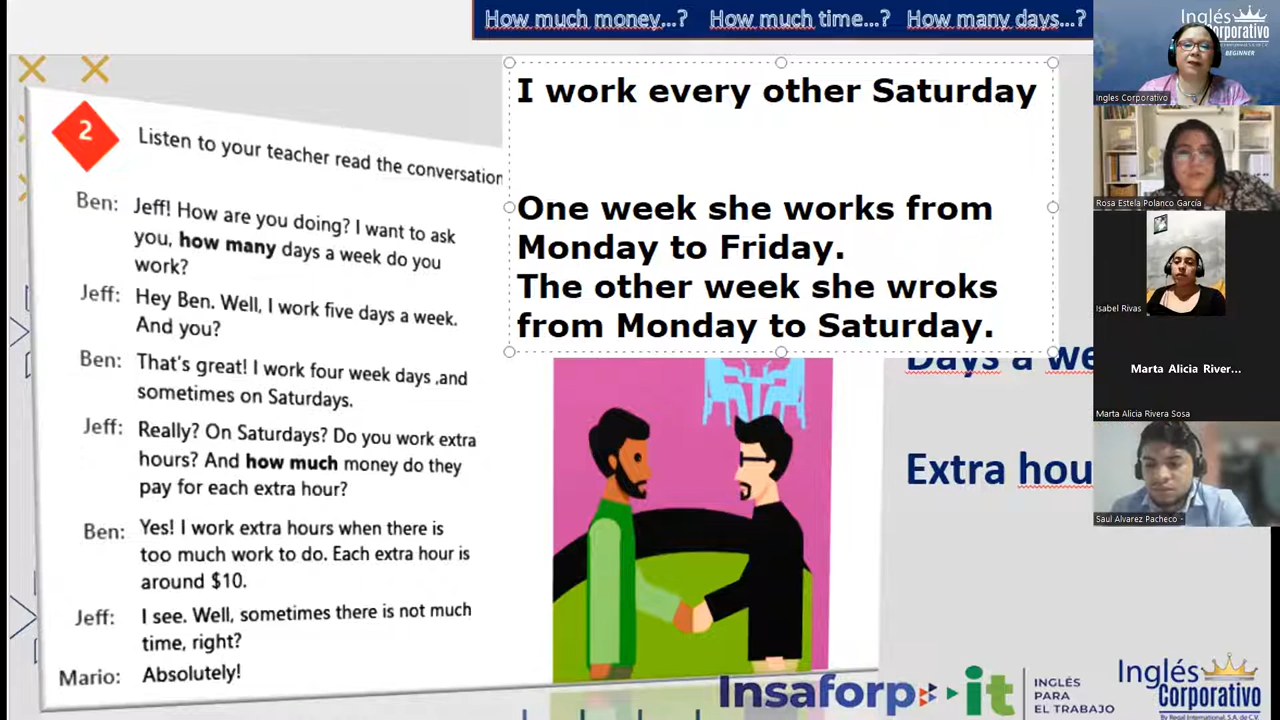 How much money...? How much time...? How many days...?
I work every other Saturday
One week she works from
Monday to Friday.
The other week she wroks
from Monday to Saturday.
2
Listen to your teacher read the conversation
Ben: Jeff! How are you doing? I want to ask
you, how many days a week do you
work?
Jeff: Hey Ben. Well, I work five days a week.
And you?
Ben: That's great! I work four week days ,and
sometimes on Saturdays.
Jeff: Really? On Saturdays? Do you work extra
hours? And how much money do they
pay for each extra hour?
Ben: Yes! I work extra hours when there is
too much work to do. Each extra hour is
around $10.
Jeff: I see. Well, sometimes there is not much
time, right?
Mario: Absolutely!
Days a we
Extra hou
Insaforp it
INGLÉS
PARA
EL TRABAJO
Inglés
Corporativo
By Regal International, S.A. de C.V.
Inglés
Corporativo
BEGINNER
Ingles Corporativo
Rosa Estela Polanco García
Isabel Rivas
Marta Alicia River...
Marta Alicia Rivera Sosa
Saul Alvarez Pacheco -